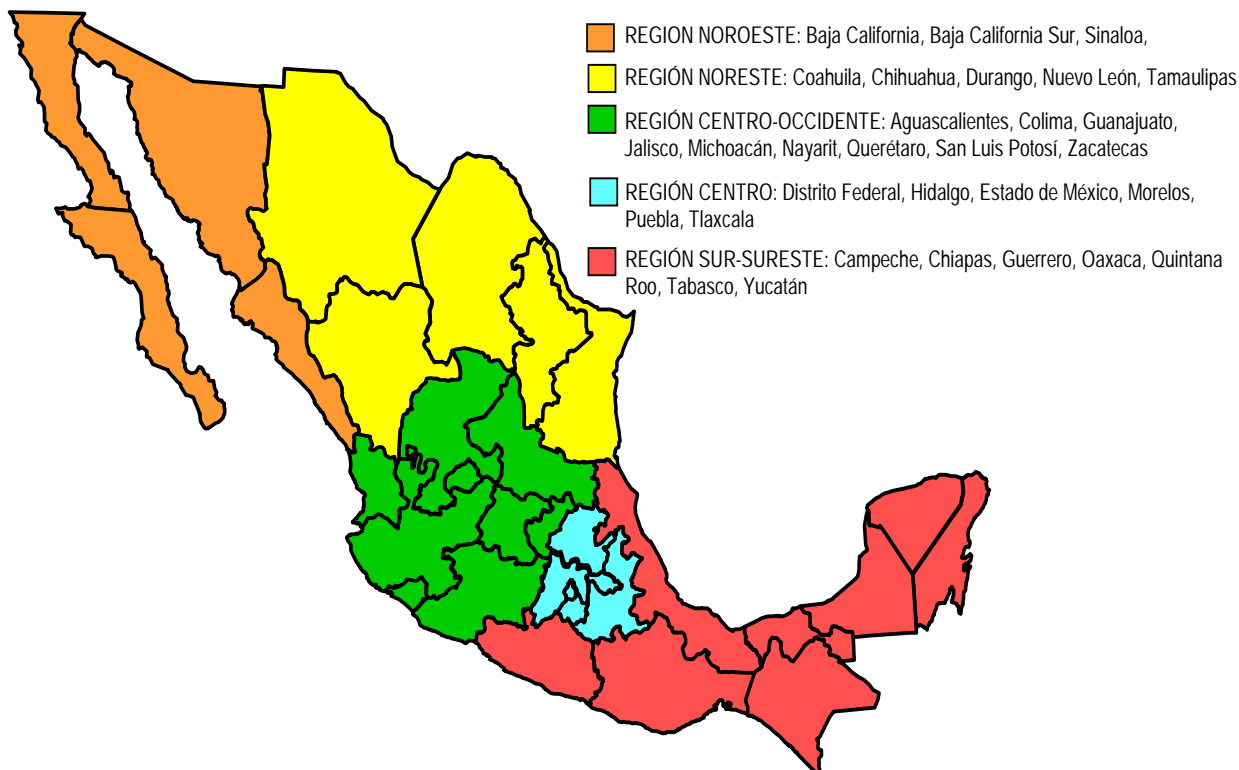 REGION NOROESTE: Baja California, Baja California Sur, Sinaloa,
REGIÓN NORESTE: Coahuila, Chihuahua, Durango, Nuevo León, Tamaulipas
REGIÓN CENTRO-OCCIDENTE: Aguascalientes, Colima, Guanajuato,
Jalisco, Michoacán, Nayarit, Querétaro, San Luis Potosí, Zacatecas
REGIÓN CENTRO: Distrito Federal, Hidalgo, Estado de México, Morelos,
Puebla, Tlaxcala
REGIÓN SUR-SURESTE: Campeche, Chiapas, Guerrero, Oaxaca, Quintana
Roo, Tabasco, Yucatán